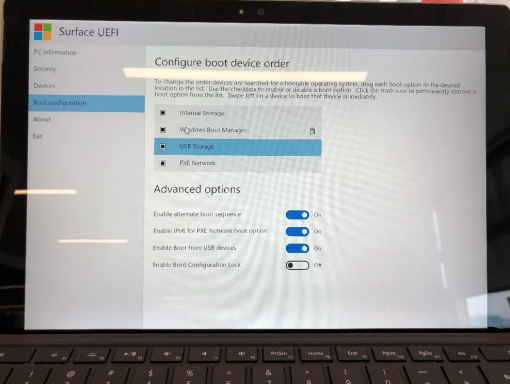 Surface UEFI
PC information
Security
Devices
Boot configuration
About
Exit
Configure boot device order
To change the order devices are searched for a bootable operating system, drag each boot option to the desired
location in the list. Use the checkbox to enable or disable a boot option. Click the trash icon to permanently remove a
boot option from the list. Swipe left on a device to boot that device immediately.
Internal Storage
Windows Boot Manager
USB Storage
PXE Network
Advanced options
Enable alternate boot sequence On
Enable IPv6 for PXE Network boot option On
Enable Boot from USB devices On
Enable Boot Configuration Lock Off
PrtScn Home End PgUp PgDn Ins
! @ # $ % ^ & * ( )